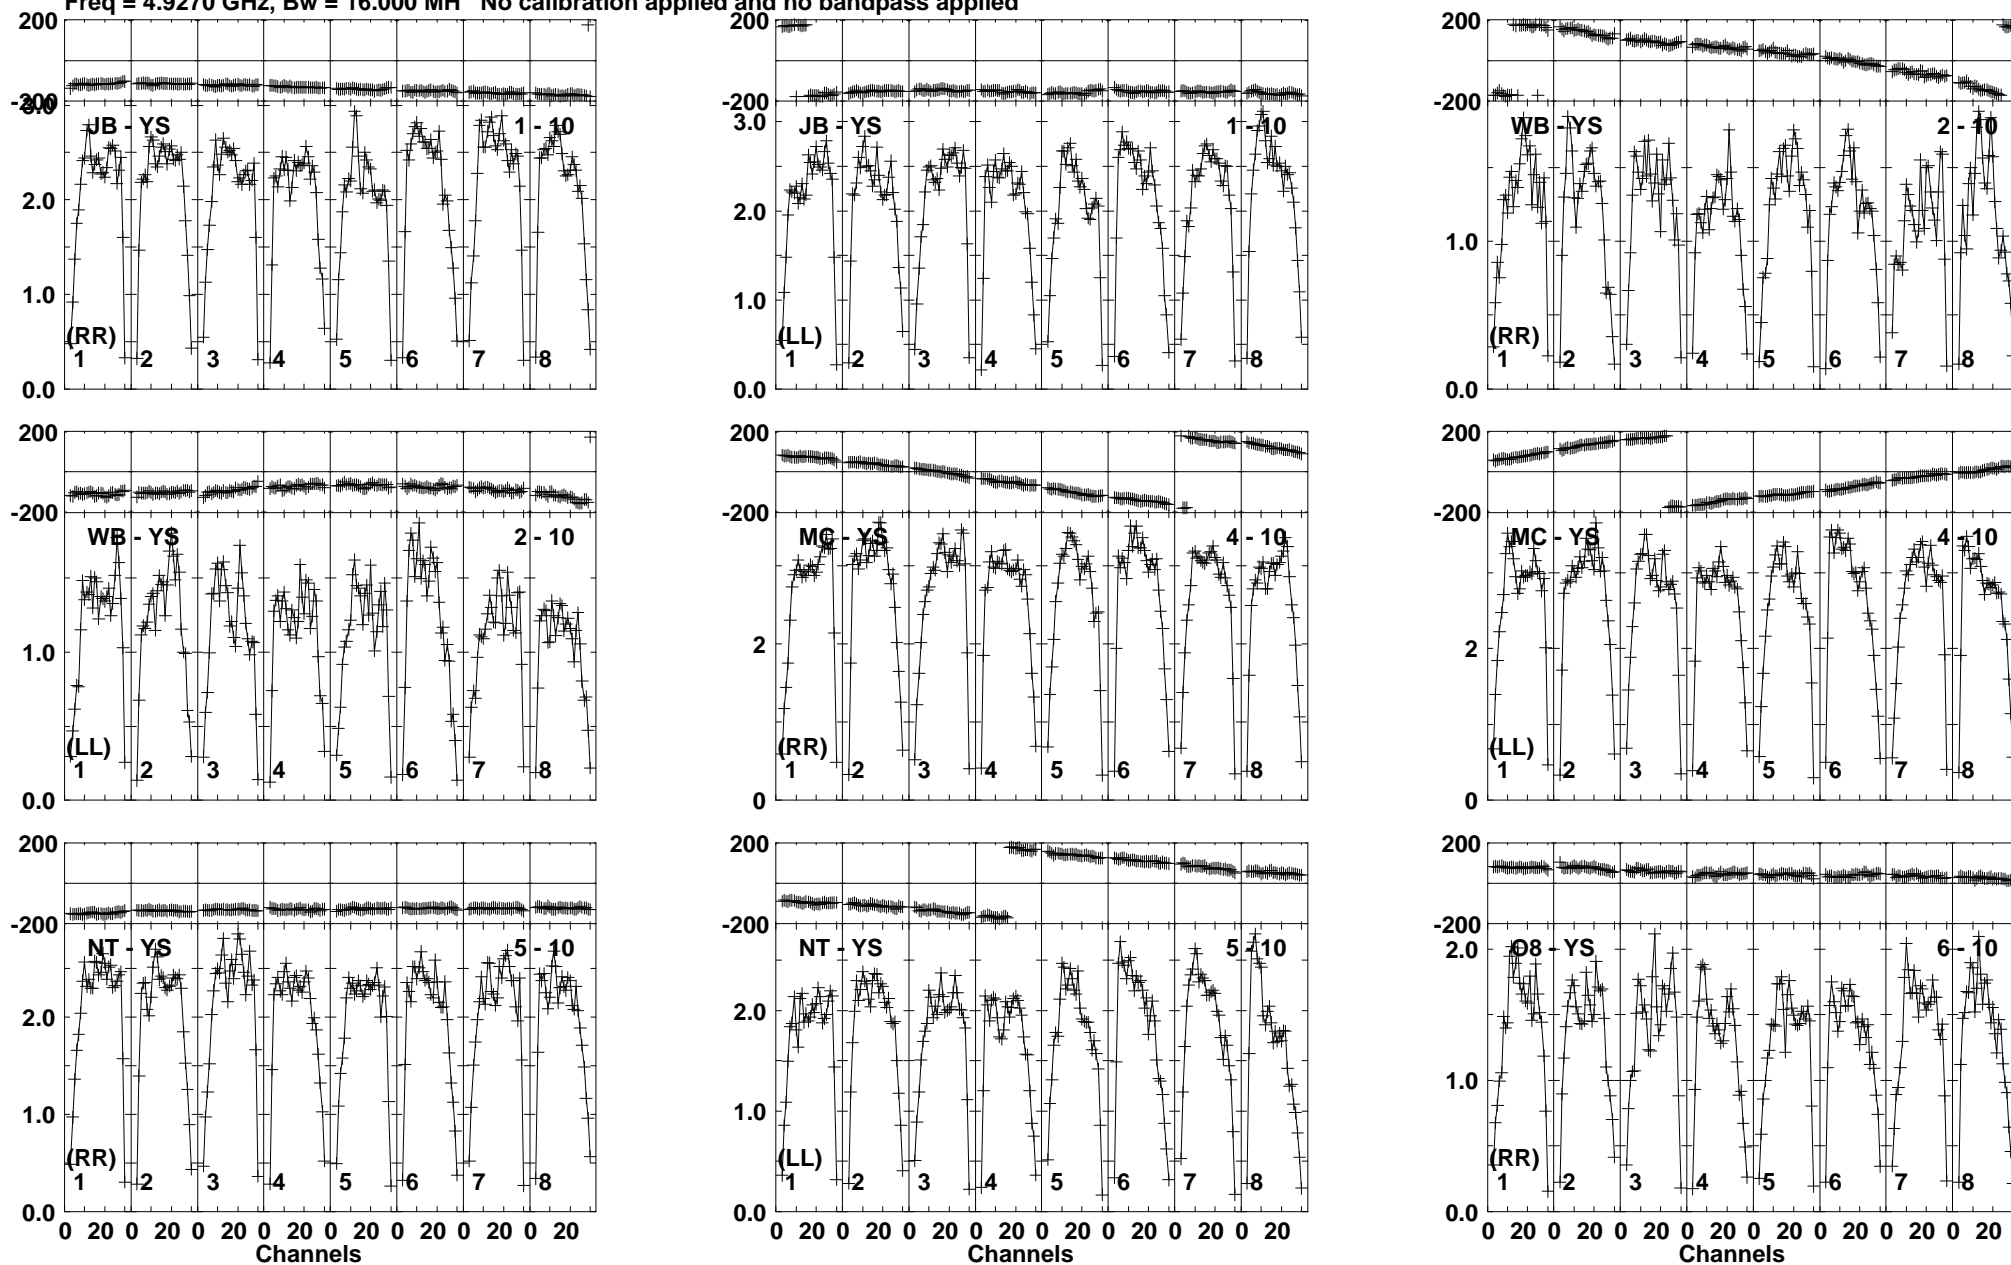 Freq = 4.9270 GHz, Bw = 16.000 MH No calibration applied and no bandpass applied
200 200 200
-200 -200 -200
3.0 JB - YS 1 - 10 3.0 JB - YS 1 - 10 WB - YS 2 - 10
2.0 2.0
1.0 1.0 1.0
(RR) (LL) (RR)
1 2 3 4 5 6 7 8 1 2 3 4 5 6 7 8 1 2 3 4 5 6 7 8
0.0 0.0 0.0
200 200 200
-200 -200 -200
WB - YS 2 - 10 MC - YS 4 - 10 MC - YS 4 - 10
1.0 2 2
(LL) (RR) (LL)
1 2 3 4 5 6 7 8 1 2 3 4 5 6 7 8 1 2 3 4 5 6 7 8
0.0 0 0
200 200 200
-200 -200 -200
NT - YS 5 - 10 NT - YS 5 - 10 2.0 O8 - YS 6 - 10
2.0 2.0
1.0 1.0 1.0
(RR) (LL) (RR)
1 2 3 4 5 6 7 8 1 2 3 4 5 6 7 8 1 2 3 4 5 6 7 8
0.0 0.0 0.0
0 20 0 20 0 20 0 20 0 20 0 20 0 20 0 20 0 20 0 20 0 20 0 20 0 20 0 20 0 20 0 20 0 20 0 20 0 20 0 20 0 20 0 20 0 20 0 20
Channels Channels Channels